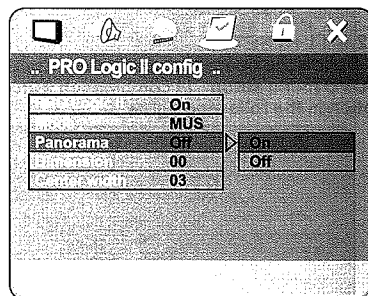 .. PRO Logic II config ..
On
MUS
Panorama Off On
00 Off
03